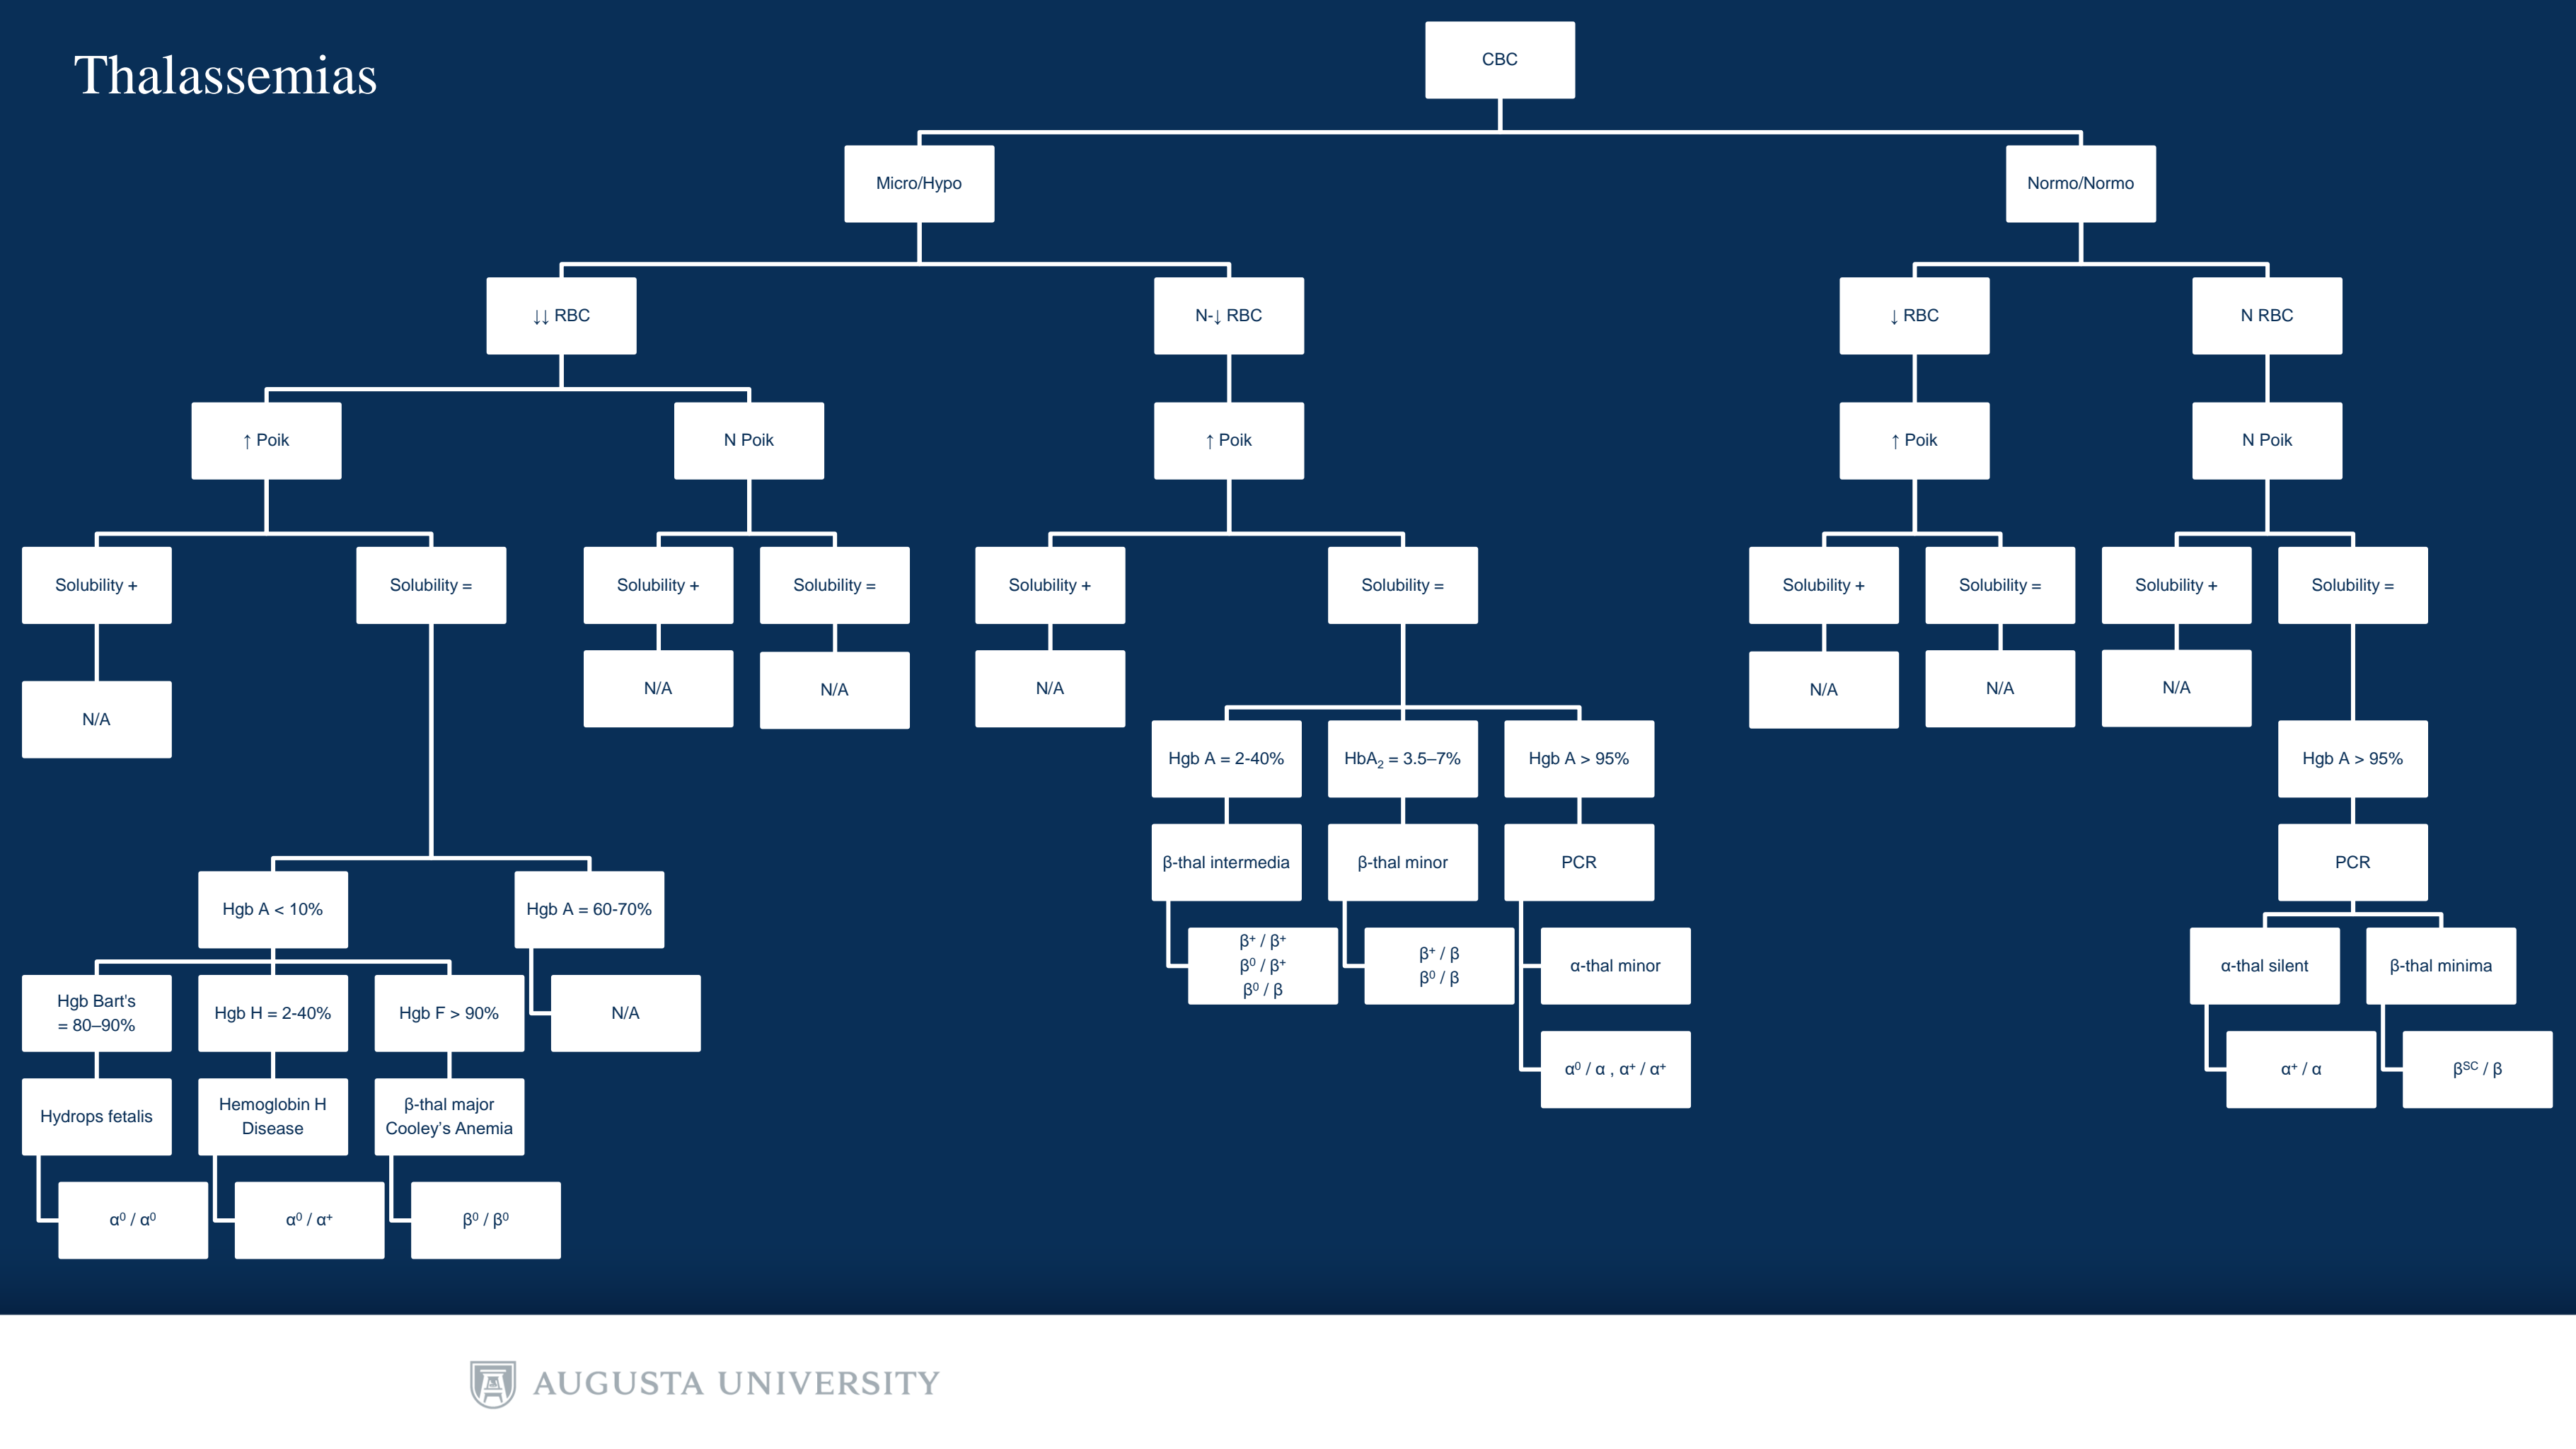 Thalassemias
CBC
Micro/Hypo
Normo/Normo
↓↓ RBC
N-↓ RBC
↓ RBC
N RBC
↑ Poik
N Poik
↑ Poik
↑ Poik
N Poik
Solubility +
Solubility =
Solubility +
Solubility =
Solubility +
Solubility =
Solubility +
Solubility =
Solubility +
Solubility =
N/A
N/A
N/A
N/A
N/A
N/A
N/A
Hgb A = 2-40%
HbA₂ = 3.5–7%
Hgb A > 95%
Hgb A > 95%
β-thal intermedia
β-thal minor
PCR
PCR
Hgb A < 10%
Hgb A = 60-70%
β⁺ / β⁺
β⁰ / β⁺
β⁰ / β
β⁺ / β
β⁰ / β
α-thal minor
α-thal silent
β-thal minima
Hgb Bart's
= 80–90%
Hgb H = 2-40%
Hgb F > 90%
N/A
α⁰ / α , α⁺ / α⁺
α⁺ / α
βˢᶜ / β
Hydrops fetalis
Hemoglobin H
Disease
β-thal major
Cooley’s Anemia
α⁰ / α⁰
α⁰ / α⁺
β⁰ / β⁰
AUGUSTA UNIVERSITY